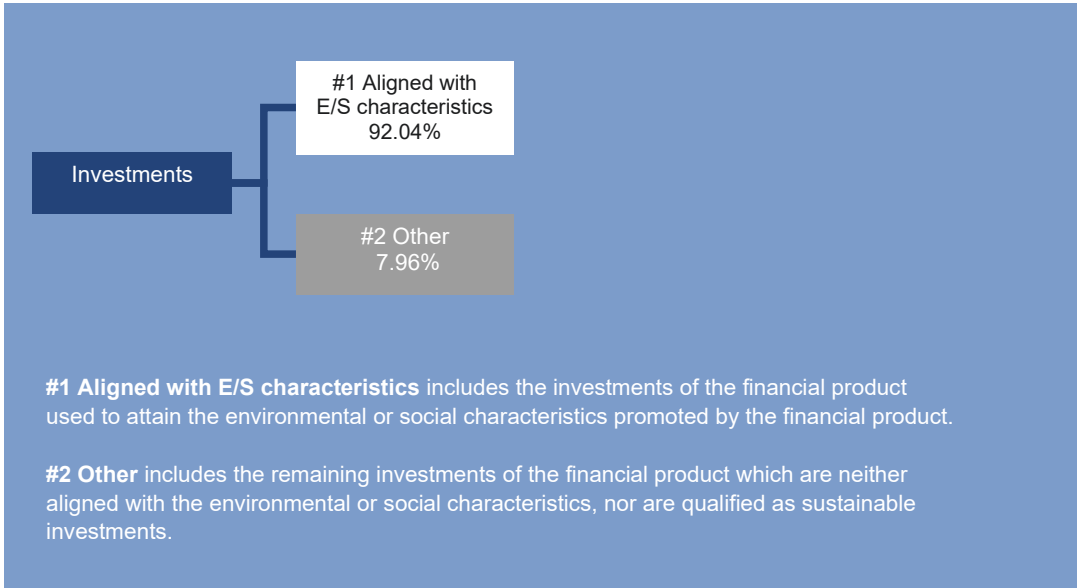 #1 Aligned with
E/S characteristics
92.04%
Investments
#2 Other
7.96%
#1 Aligned with E/S characteristics includes the investments of the financial product
used to attain the environmental or social characteristics promoted by the financial product.
#2 Other includes the remaining investments of the financial product which are neither
aligned with the environmental or social characteristics, nor are qualified as sustainable
investments.